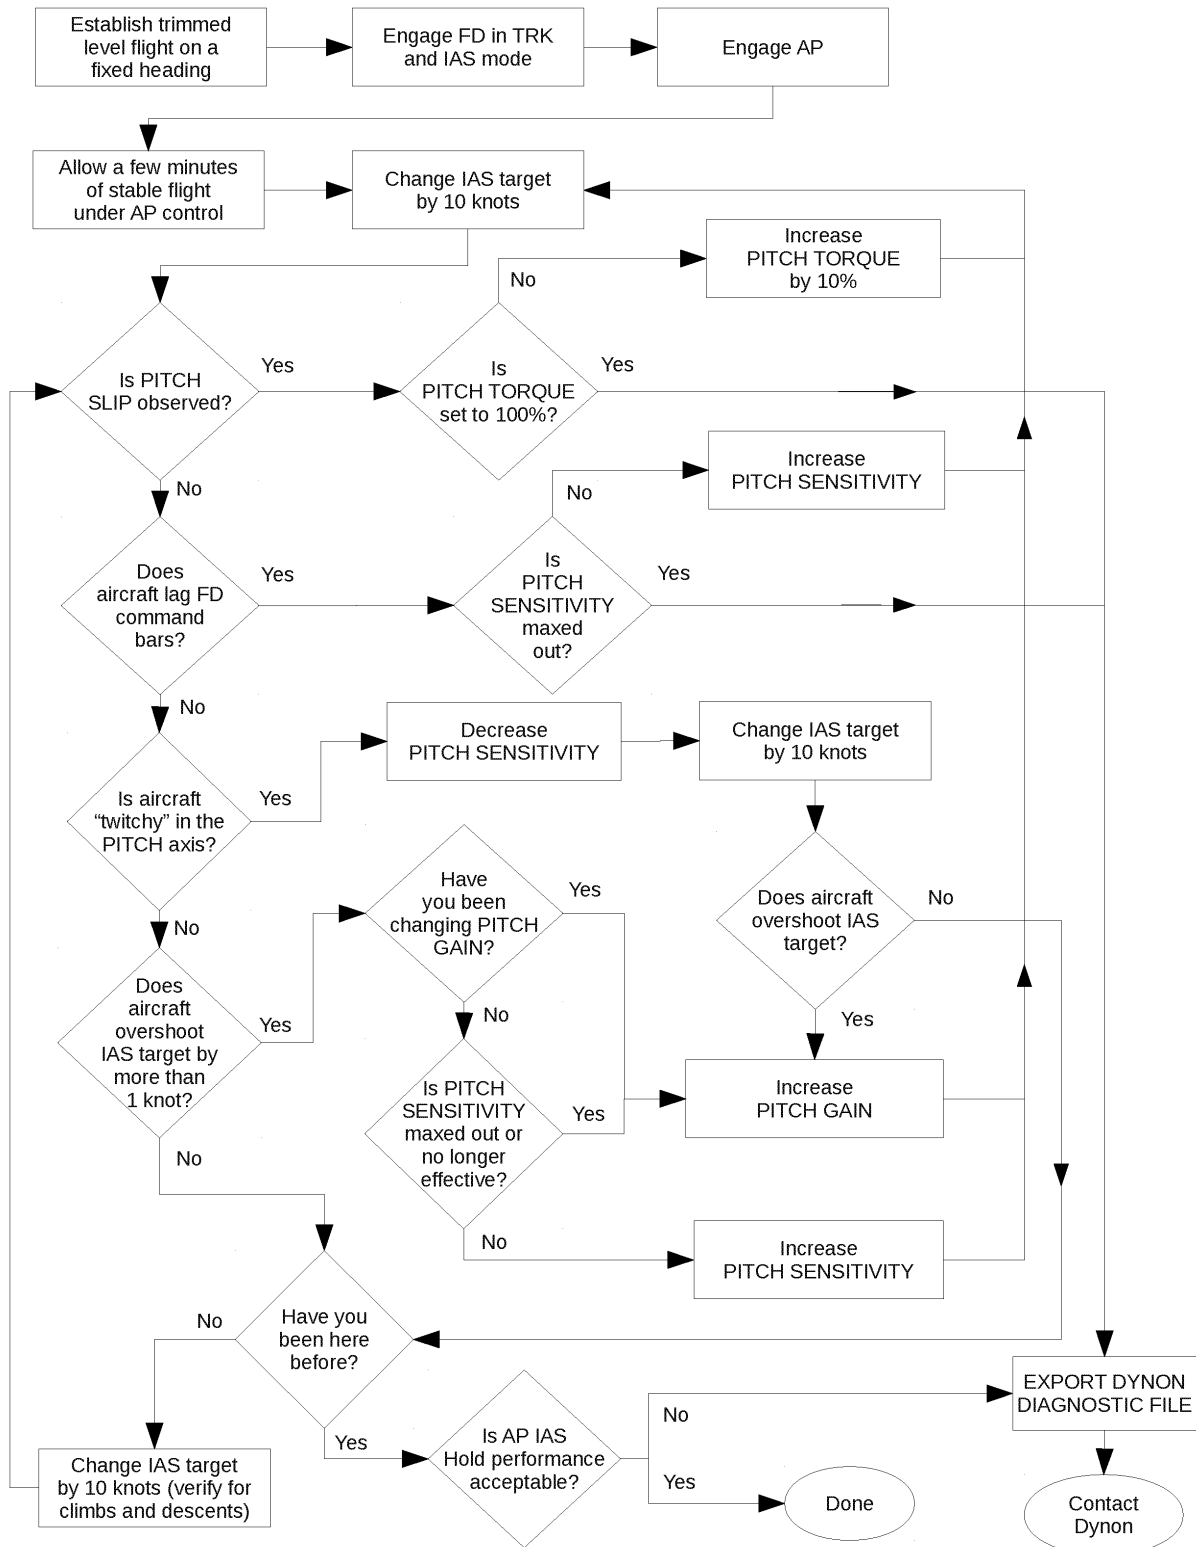 Establish trimmed
level flight on a
fixed heading
Engage FD in TRK
and IAS mode
Engage AP
Allow a few minutes
of stable flight
under AP control
Change IAS target
by 10 knots
Increase
PITCH TORQUE
by 10%
No
Is PITCH
SLIP observed?
Yes
Is
PITCH TORQUE
set to 100%?
Yes
No
Increase
PITCH SENSITIVITY
No
Does
aircraft lag FD
command
bars?
Yes
Is
PITCH
SENSITIVITY
maxed
out?
Yes
No
Decrease
PITCH SENSITIVITY
Change IAS target
by 10 knots
Is aircraft
“twitchy” in the
PITCH axis?
Yes
Have
you been
changing PITCH
GAIN?
Yes
Does aircraft
overshoot IAS
target?
No
No
Does
aircraft
overshoot
IAS target by
more than
1 knot?
Yes
No
Yes
Is PITCH
SENSITIVITY
maxed out or
no longer
effective?
Yes
Increase
PITCH GAIN
No
No
Increase
PITCH SENSITIVITY
No
Have you
been here
before?
Yes
Is AP IAS
Hold performance
acceptable?
No
Yes
EXPORT DYNON
DIAGNOSTIC FILE
Change IAS target
by 10 knots (verify for
climbs and descents)
Done
Contact
Dynon